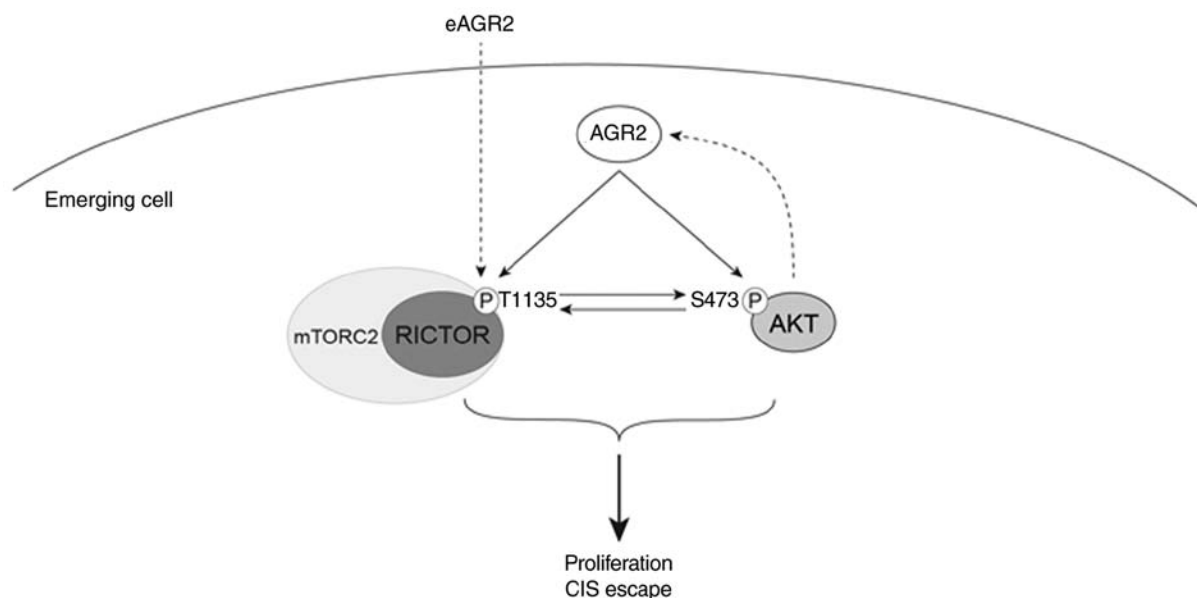 eAGR2
AGR2
Emerging cell
P T1135
S473 P
mTORC2 RICTOR
AKT
Proliferation
CIS escape